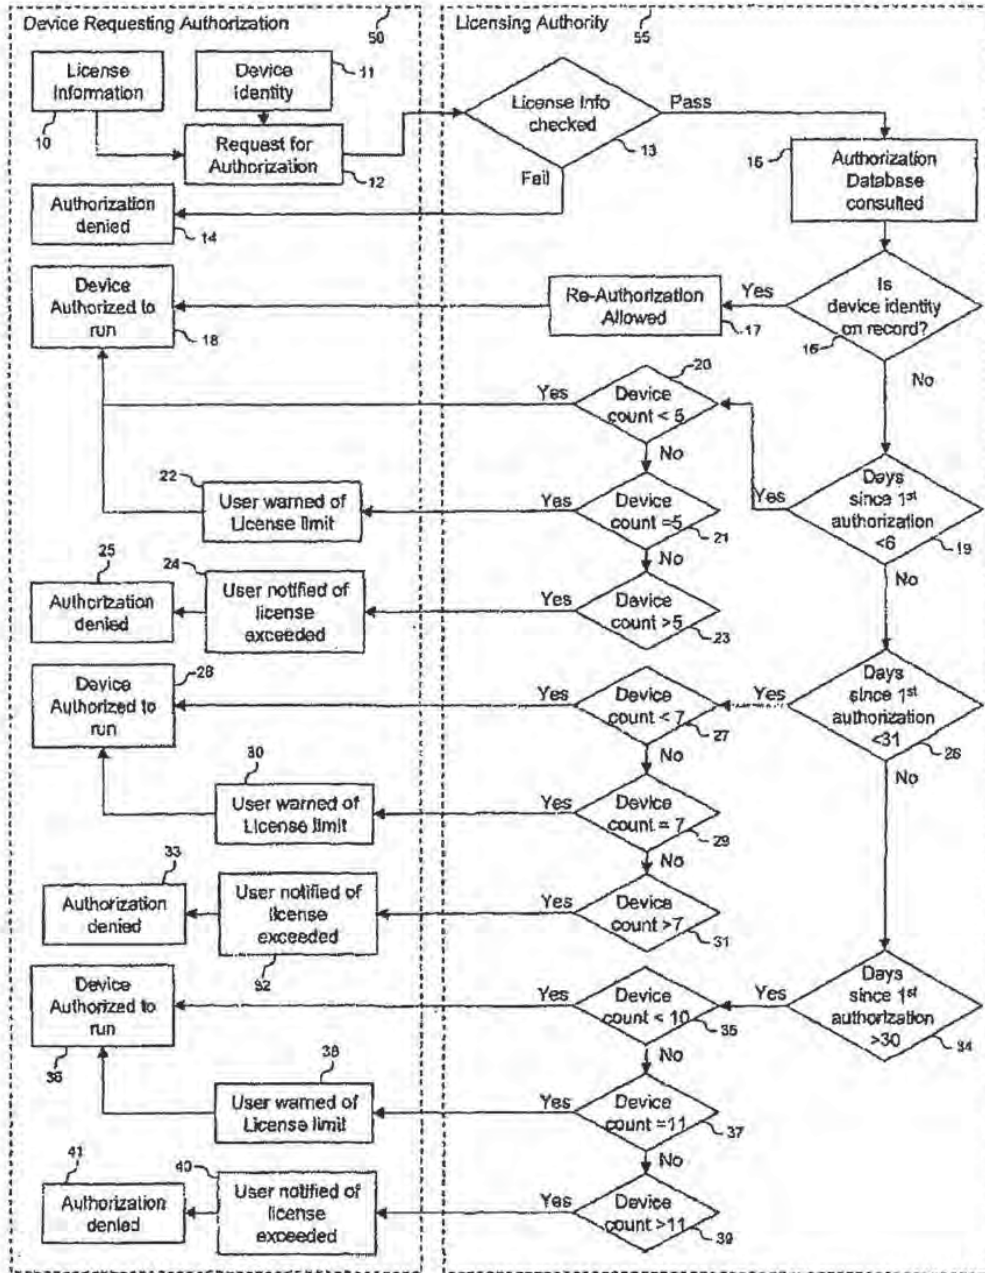 Device Requesting Authorization
50
Licensing Authority
55
License
Information
10
Device
identity
11
Request for
Authorization
12
License Info
checked
13
Pass
Fail
Authorization
denied
14
16
Authorization
Database
consulted
Device
Authorized to
run
18
Re-Authorization
Allowed
17
Yes
Is
device identity
on record?
16
No
20
Device
count < 5
Yes
No
Days
since 1st
authorization
<6
19
Yes
No
22
User warned of
License limit
Yes
Device
count =5
21
No
25
Authorization
denied
24
User notified of
license
exceeded
Yes
Device
count >5
23
28
Device
Authorized to
run
Yes
Device
count < 7
27
No
Yes
Days
since 1st
authorization
<31
26
No
30
User warned of
License limit
Yes
Device
count = 7
29
No
33
Authorization
denied
User notified of
license
exceeded
32
Yes
Device
count >7
31
Device
Authorized to
run
36
Yes
Device
count < 10
35
No
Yes
Days
since 1st
authorization
>30
34
38
User warned of
License limit
Yes
Device
count =11
37
No
41
Authorization
denied
40
User notified of
license
exceeded
Yes
Device
count >11
39